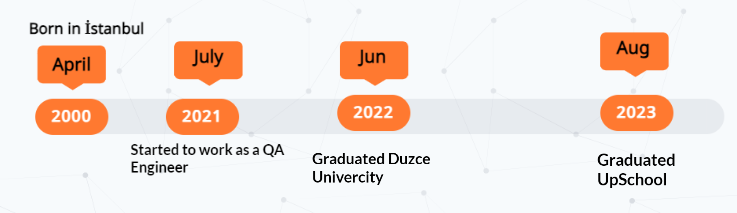 Born in İstanbul
April
2000
July
2021
Started to work as a QA
Engineer
Jun
2022
Graduated Duzce
Univercity
Aug
2023
Graduated
UpSchool